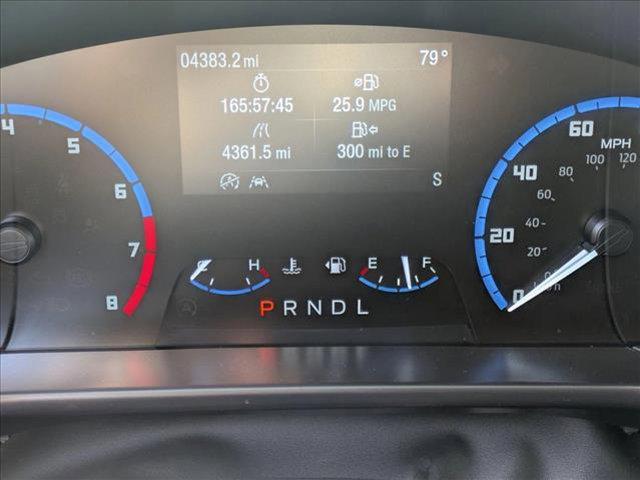 04383.2 mi 79°
165:57:45 25.9 MPG
4361.5 mi 300 mi to E
S
4 5 6 7 8
H E F
P R N D L
0 20 40 60
MPH
20 40 60 80 100 120